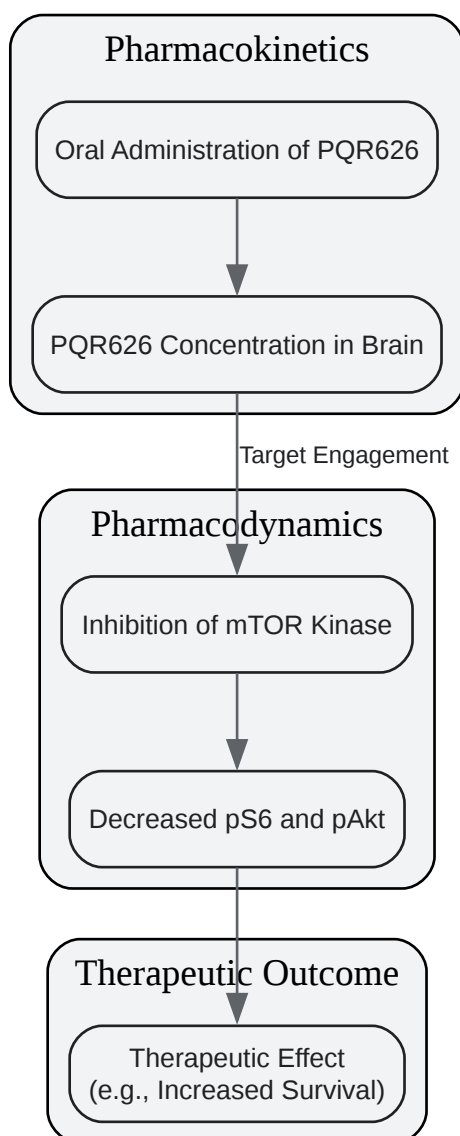 Pharmacokinetics
Oral Administration of PQR626
PQR626 Concentration in Brain
Target Engagement
Pharmacodynamics
Inhibition of mTOR Kinase
Decreased pS6 and pAkt
Therapeutic Outcome
Therapeutic Effect
(e.g., Increased Survival)